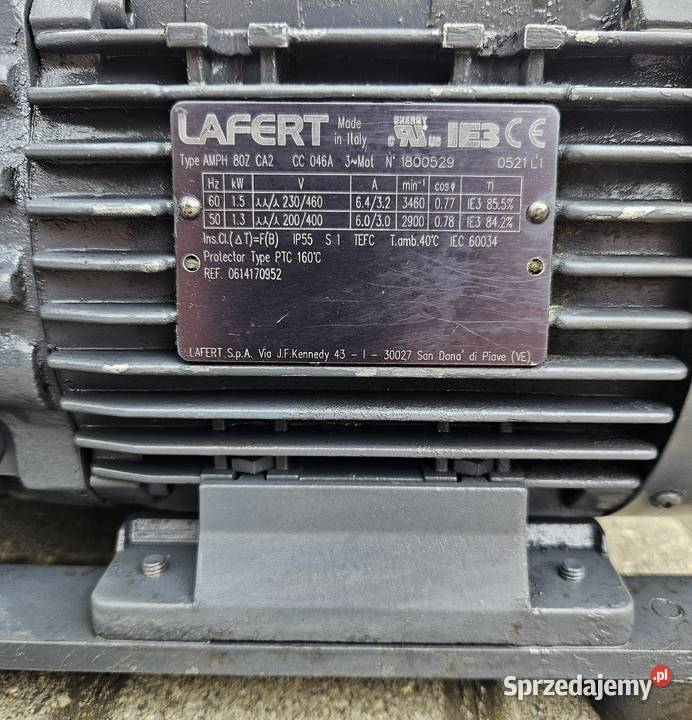 LAFERT Made in Italy ENERGY c RU us IE3 CE
Type AMPH 80Z CA2 CC 046A 3~Mot N° 1800529 0521 L1
Hz kW V A min⁻¹ cosφ η
60 1.5 ⅄⅄/⅄ 230/460 6.4/3.2 3460 0.77 IE3 85.5%
50 1.3 ⅄⅄/⅄ 200/400 6.0/3.0 2900 0.78 IE3 84.2%
Ins.Cl.(ΔT)=F(B) IP55 S 1 TEFC T.amb.40°C IEC 60034
Protector Type PTC 160°C
REF. 0614170952
LAFERT S.p.A. Via J.F.Kennedy 43 - I - 30027 San Dona' di Piave (VE)
Sprzedajemy.pl